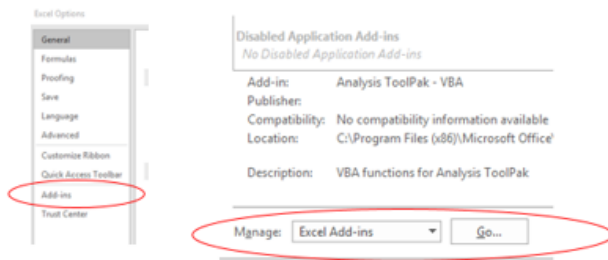 Excel Options
General
Formulas
Proofing
Save
Language
Advanced
Customize Ribbon
Quick Access Toolbar
Add-ins
Trust Center
Disabled Application Add-ins
No Disabled Application Add-ins
Add-in: Analysis ToolPak - VBA
Publisher:
Compatibility: No compatibility information available
Location: C:\Program Files (x86)\Microsoft Office\
Description: VBA functions for Analysis ToolPak
Manage: Excel Add-ins Go...